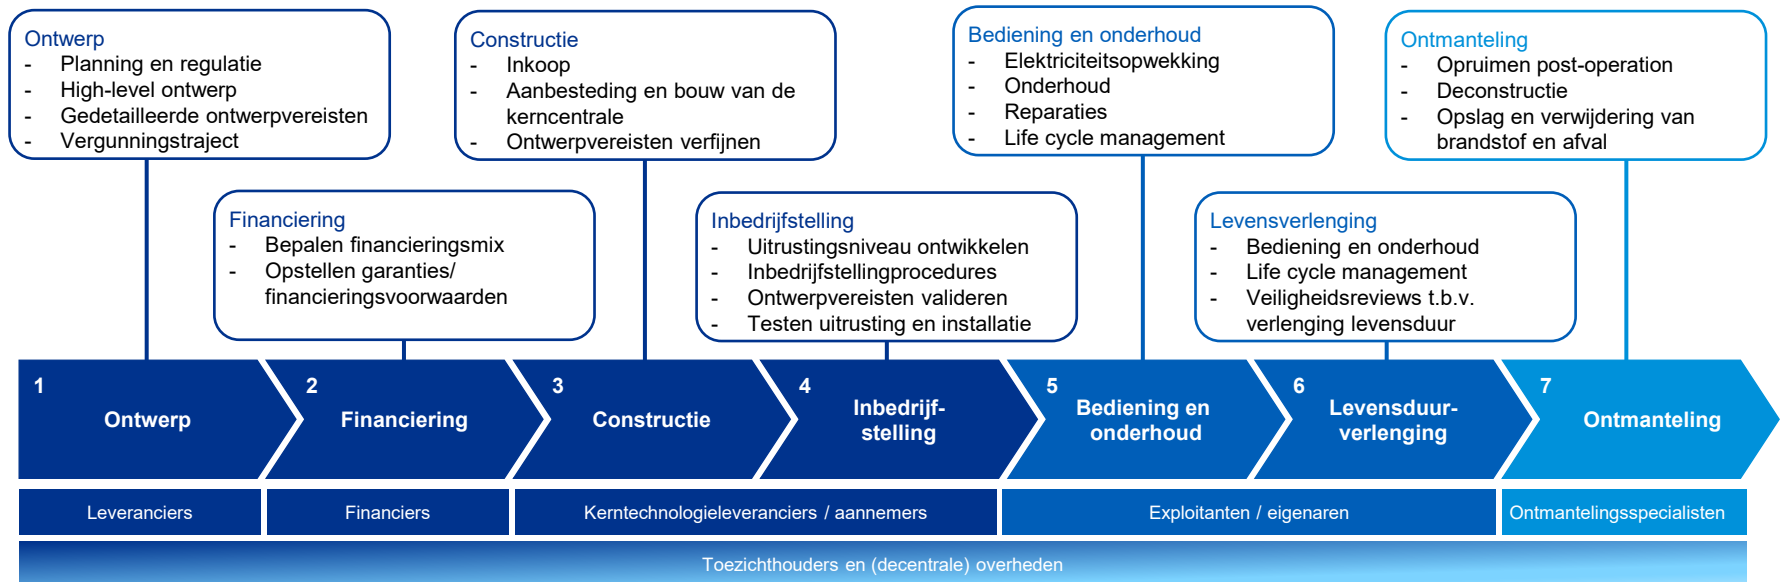 Ontwerp
- Planning en regulatie
- High-level ontwerp
- Gedetailleerde ontwerpvereisten
- Vergunningstraject
Financiering
- Bepalen financieringsmix
- Opstellen garanties/
financieringsvoorwaarden
Constructie
- Inkoop
- Aanbesteding en bouw van de
kerncentrale
- Ontwerpvereisten verfijnen
Inbedrijfstelling
- Uitrustingsniveau ontwikkelen
- Inbedrijfstellingprocedures
- Ontwerpvereisten valideren
- Testen uitrusting en installatie
Bediening en onderhoud
- Elektriciteitsopwekking
- Onderhoud
- Reparaties
- Life cycle management
Levensverlenging
- Bediening en onderhoud
- Life cycle management
- Veiligheidsreviews t.b.v.
verlenging levensduur
Ontmanteling
- Opruimen post-operation
- Deconstructie
- Opslag en verwijdering van
brandstof en afval
1
Ontwerp
2
Financiering
3
Constructie
4
Inbedrijf-
stelling
5
Bediening en
onderhoud
6
Levensduur-
verlenging
7
Ontmanteling
Leveranciers
Financiers
Kerntechnologieleveranciers / aannemers
Exploitanten / eigenaren
Ontmantelingsspecialisten
Toezichthouders en (decentrale) overheden